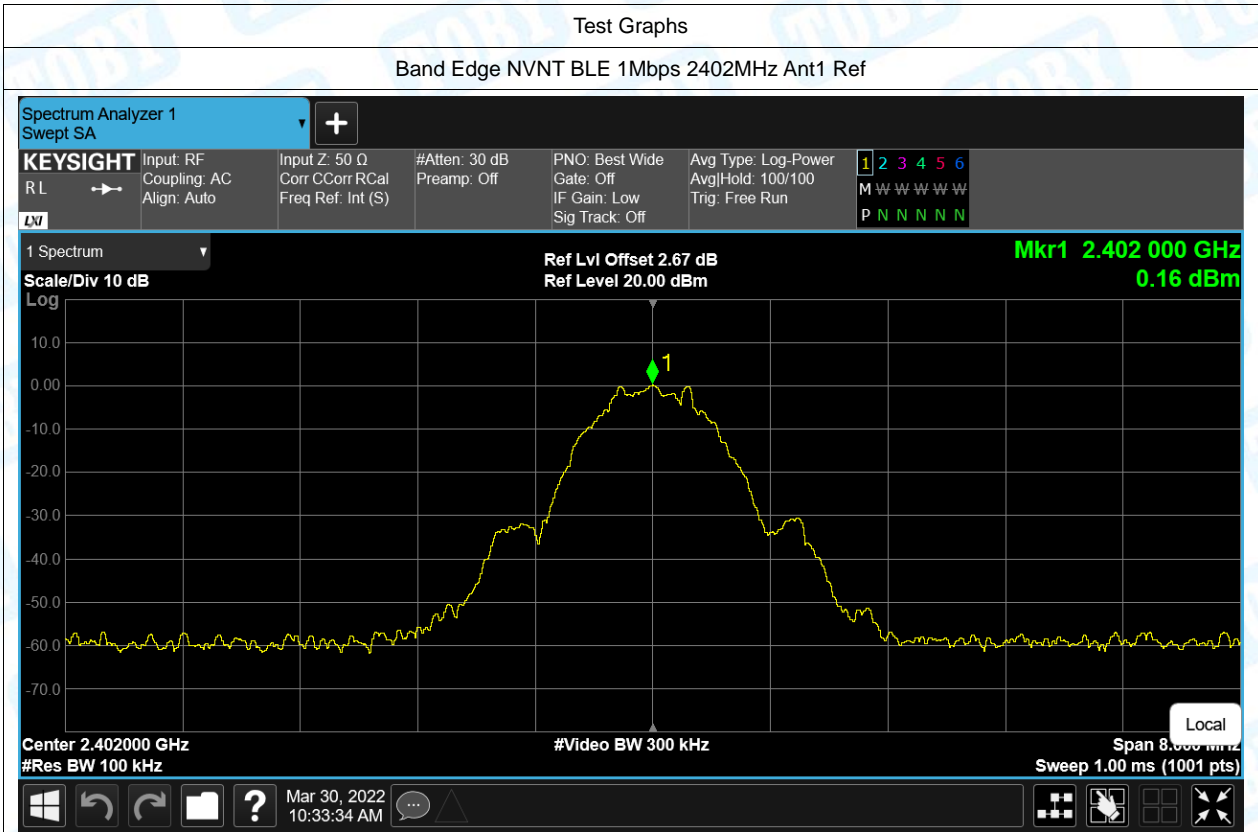 Test Graphs
Band Edge NVNT BLE 1Mbps 2402MHz Ant1 Ref
Spectrum Analyzer 1
Swept SA
KEYSIGHT
R L
LXI
Input: RF
Coupling: AC
Align: Auto
Input Z: 50 Ω
Corr CCorr RCal
Freq Ref: Int (S)
#Atten: 30 dB
Preamp: Off
PNO: Best Wide
Gate: Off
IF Gain: Low
Sig Track: Off
Avg Type: Log-Power
Avg|Hold: 100/100
Trig: Free Run
1 2 3 4 5 6
M W W W W W
P N N N N N
1 Spectrum
Scale/Div 10 dB
Ref Lvl Offset 2.67 dB
Ref Level 20.00 dBm
Mkr1 2.402 000 GHz
0.16 dBm
Log
10.0
0.00
-10.0
-20.0
-30.0
-40.0
-50.0
-60.0
-70.0
1
Local
Center 2.402000 GHz
#Video BW 300 kHz
Span 8.000 MHz
#Res BW 100 kHz
Sweep 1.00 ms (1001 pts)
?
Mar 30, 2022
10:33:34 AM
TOBY